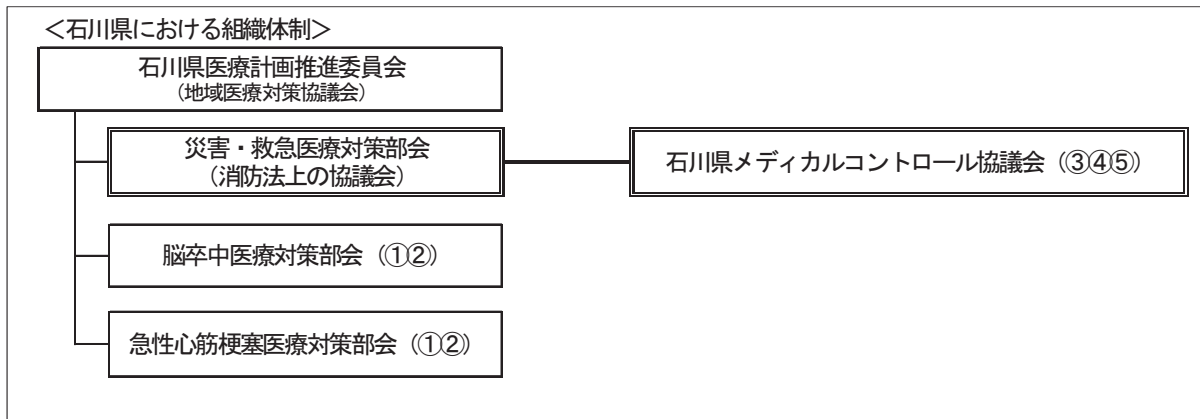 ＜石川県における組織体制＞
石川県医療計画推進委員会
（地域医療対策協議会）
災害・救急医療対策部会
（消防法上の協議会）
石川県メディカルコントロール協議会（③④⑤）
脳卒中医療対策部会（①②）
急性心筋梗塞医療対策部会（①②）